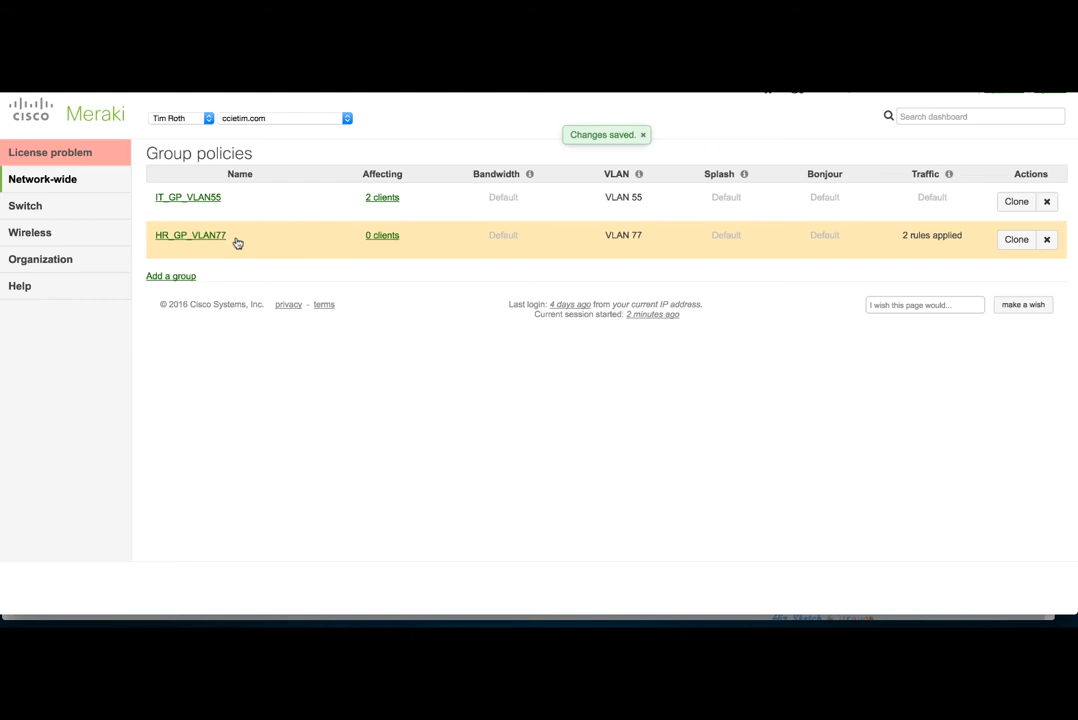 cisco Meraki
Tim Roth ccietim.com
Search dashboard
Changes saved. ×
License problem
Network-wide
Switch
Wireless
Organization
Help
Group policies
Name Affecting Bandwidth i VLAN i Splash i Bonjour Traffic i Actions
IT_GP_VLAN55 2 clients Default VLAN 55 Default Default Default Clone ×
HR_GP_VLAN77 0 clients Default VLAN 77 Default Default 2 rules applied Clone ×
Add a group
© 2016 Cisco Systems, Inc. privacy - terms
Last login: 4 days ago from your current IP address.
Current session started: 2 minutes ago
I wish this page would... make a wish